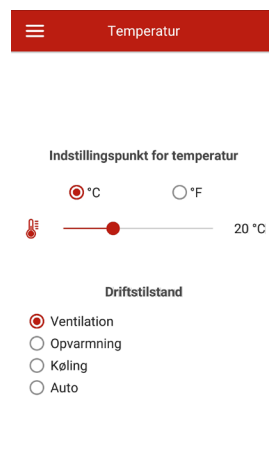 Temperatur
Indstillingspunkt for temperatur
°C °F
20 °C
Driftstilstand
Ventilation
Opvarmning
Køling
Auto